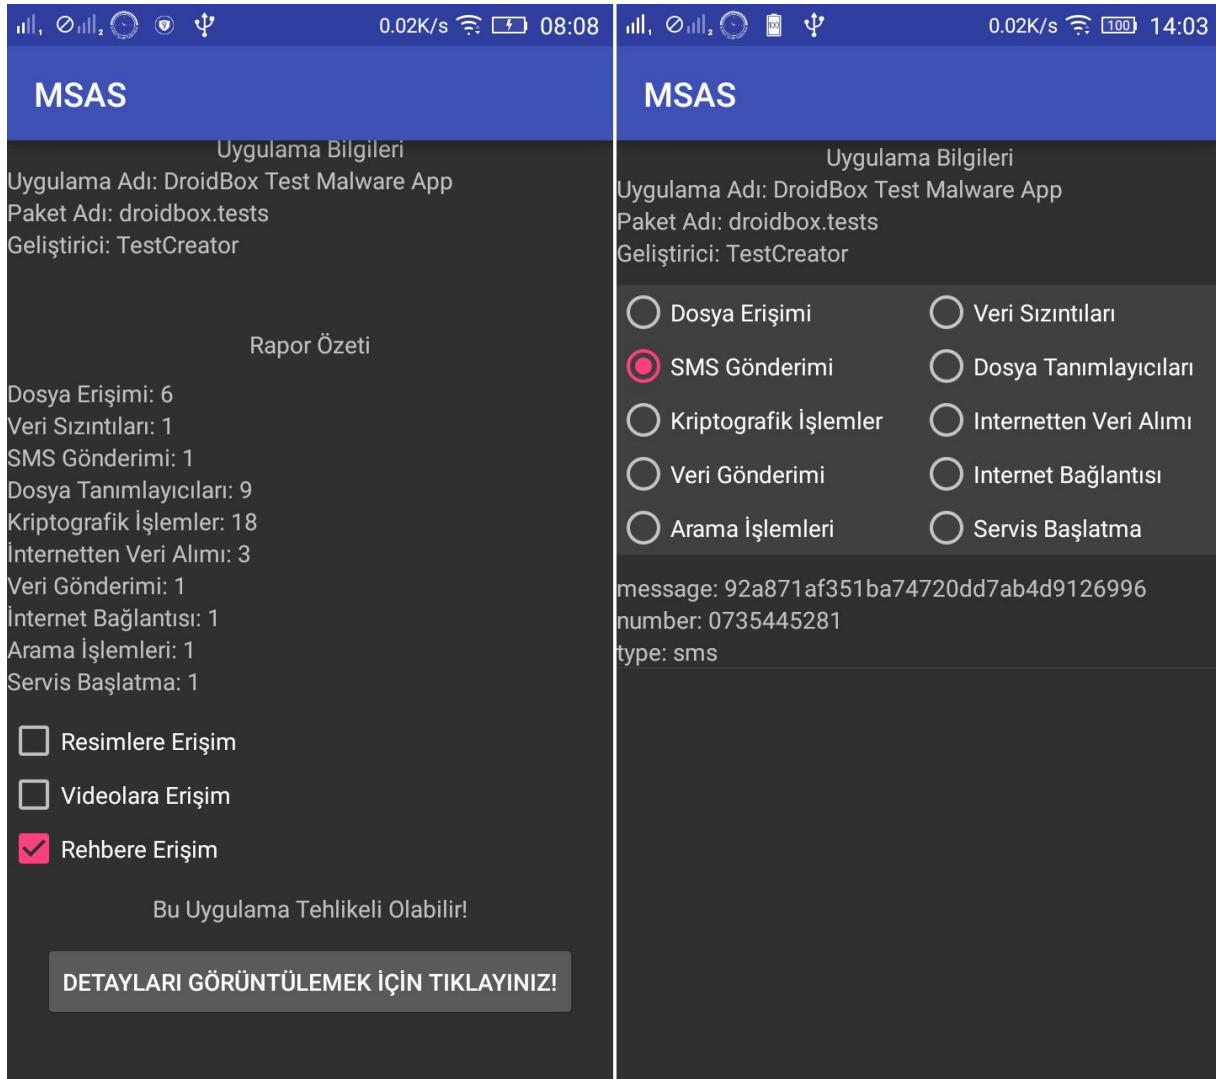 0.02K/s 08:08
MSAS
Uygulama Bilgileri
Uygulama Adı: DroidBox Test Malware App
Paket Adı: droidbox.tests
Geliştirici: TestCreator
Rapor Özeti
Dosya Erişimi: 6
Veri Sızıntıları: 1
SMS Gönderimi: 1
Dosya Tanımlayıcıları: 9
Kriptografik İşlemler: 18
İnternetten Veri Alımı: 3
Veri Gönderimi: 1
İnternet Bağlantısı: 1
Arama İşlemleri: 1
Servis Başlatma: 1
Resimlere Erişim
Videolara Erişim
Rehbere Erişim
Bu Uygulama Tehlikeli Olabilir!
DETAYLARI GÖRÜNTÜLEMEK İÇİN TIKLAYINIZ!
0.02K/s 100 14:03
MSAS
Uygulama Bilgileri
Uygulama Adı: DroidBox Test Malware App
Paket Adı: droidbox.tests
Geliştirici: TestCreator
Dosya Erişimi Veri Sızıntıları
SMS Gönderimi Dosya Tanımlayıcıları
Kriptografik İşlemler Internetten Veri Alımı
Veri Gönderimi Internet Bağlantısı
Arama İşlemleri Servis Başlatma
message: 92a871af351ba74720dd7ab4d9126996
number: 0735445281
type: sms